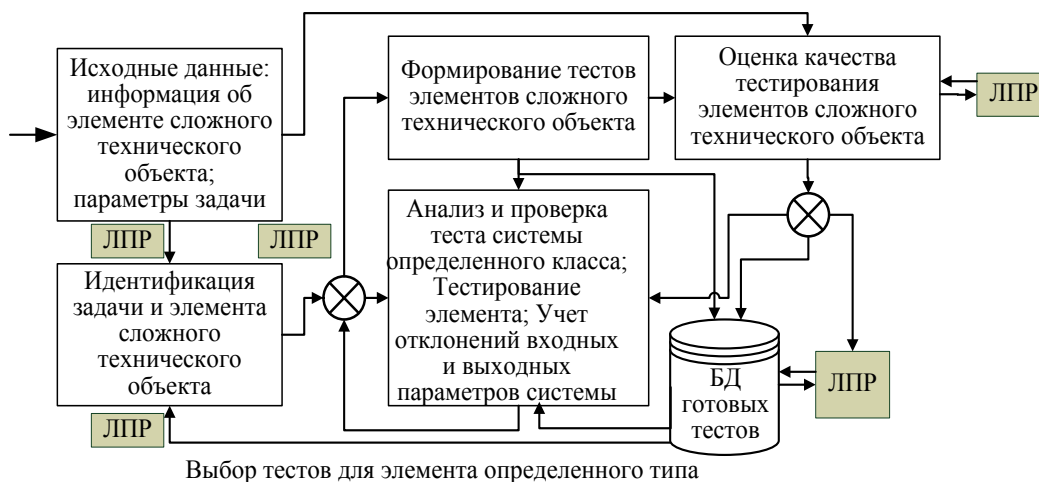 Исходные данные:
информация об
элементе сложного
технического
объекта;
параметры задачи
Формирование тестов
элементов сложного
технического объекта
Оценка качества
тестирования
элементов сложного
технического объекта
ЛПР
ЛПР
ЛПР
Идентификация
задачи и элемента
сложного
технического
объекта
Анализ и проверка
теста системы
определенного класса;
Тестирование
элемента; Учет
отклонений входных
и выходных
параметров системы
БД
готовых
тестов
ЛПР
ЛПР
Выбор тестов для элемента определенного типа